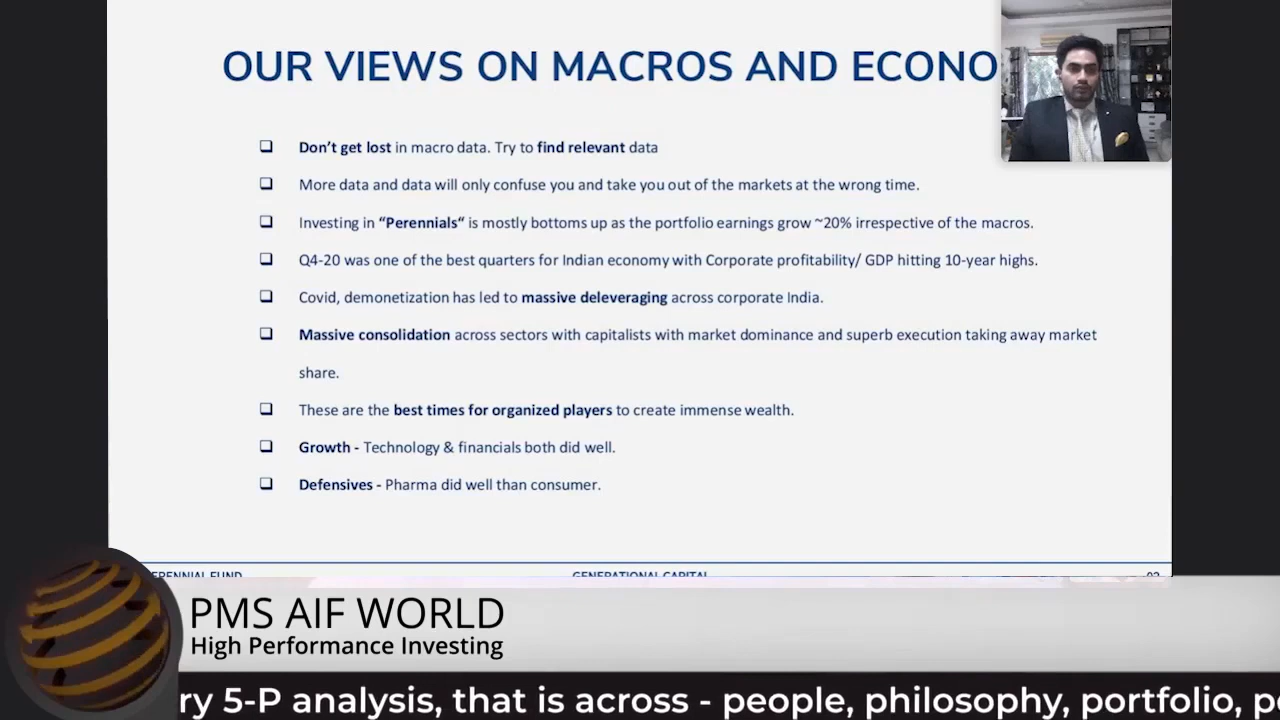 OUR VIEWS ON MACROS AND ECONO
Don’t get lost in macro data. Try to find relevant data
More data and data will only confuse you and take you out of the markets at the wrong time.
Investing in “Perennials“ is mostly bottoms up as the portfolio earnings grow ~20% irrespective of the macros.
Q4-20 was one of the best quarters for Indian economy with Corporate profitability/ GDP hitting 10-year highs.
Covid, demonetization has led to massive deleveraging across corporate India.
Massive consolidation across sectors with capitalists with market dominance and superb execution taking away market
share.
These are the best times for organized players to create immense wealth.
Growth - Technology & financials both did well.
Defensives - Pharma did well than consumer.
FUND GENERATIONAL CAPITAL
PMS AIF WORLD
High Performance Investing
ry 5-P analysis, that is across - people, philosophy, portfolio, p